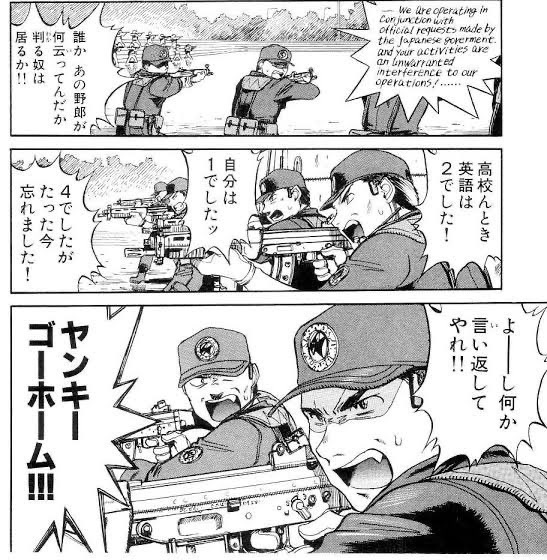 — We are operating in
Conjunction with
official requests made by
the Japanese goverment.
and your activities are
an unwarranted
interference to our
operations!......
誰か あの野郎が
何云ってんだか
判る奴は
居るか!!
高校んとき
英語は
2でした!
自分は
1でしたッ
4でしたが
たった今
忘れました!
よーし何か
言い返して
やれ!!
ヤンキー
ゴーホーム!!!